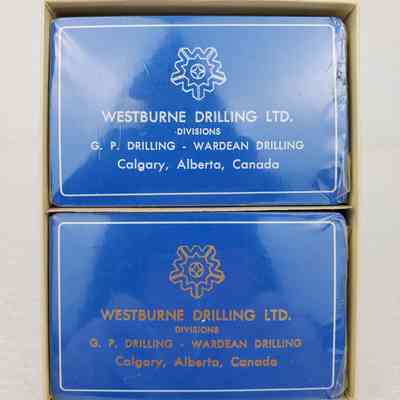 WESTBURNE DRILLING LTD.
DIVISIONS
G. P. DRILLING - WARDEAN DRILLING
Calgary, Alberta, Canada
WESTBURNE DRILLING LTD.
DIVISIONS
G. P. DRILLING - WARDEAN DRILLING
Calgary, Alberta, Canada